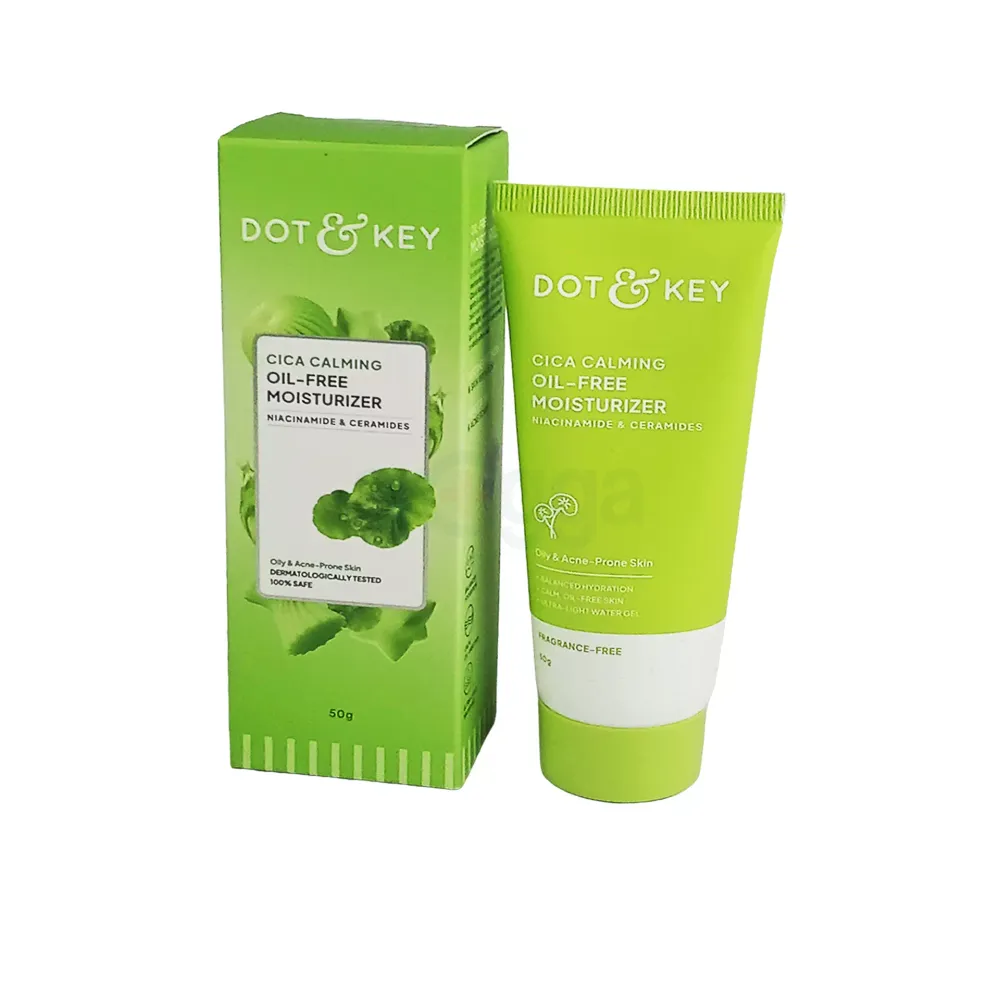 DOT & KEY
CICA CALMING
OIL-FREE
MOISTURIZER
NIACINAMIDE & CERAMIDES
Oily & Acne-Prone Skin
DERMATOLOGICALLY TESTED
100% SAFE
50g
OIL-FREE
DOT & KEY
CICA CALMING
OIL-FREE
MOISTURIZER
NIACINAMIDE & CERAMIDES
Oily & Acne-Prone Skin
BALANCED HYDRATION
CALM, OIL-FREE SKIN
ULTRA-LIGHT WATER GEL
FRAGRANCE-FREE
50g